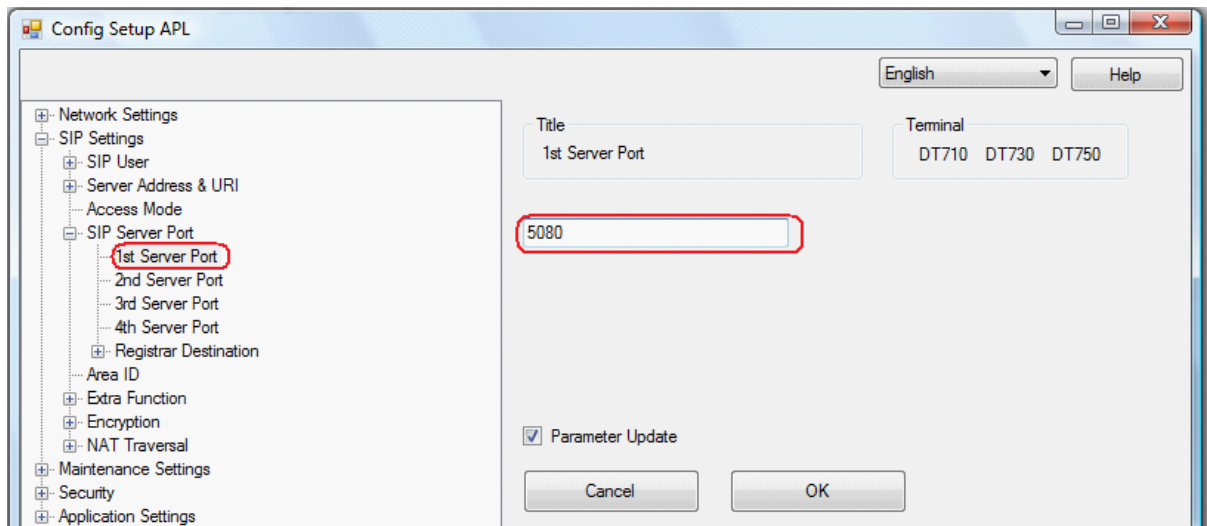 Config Setup APL
English
Help
Network Settings
SIP Settings
SIP User
Server Address & URI
Access Mode
SIP Server Port
1st Server Port
2nd Server Port
3rd Server Port
4th Server Port
Registrar Destination
Area ID
Extra Function
Encryption
NAT Traversal
Maintenance Settings
Security
Application Settings
Title
1st Server Port
Terminal
DT710 DT730 DT750
5080
Parameter Update
Cancel
OK